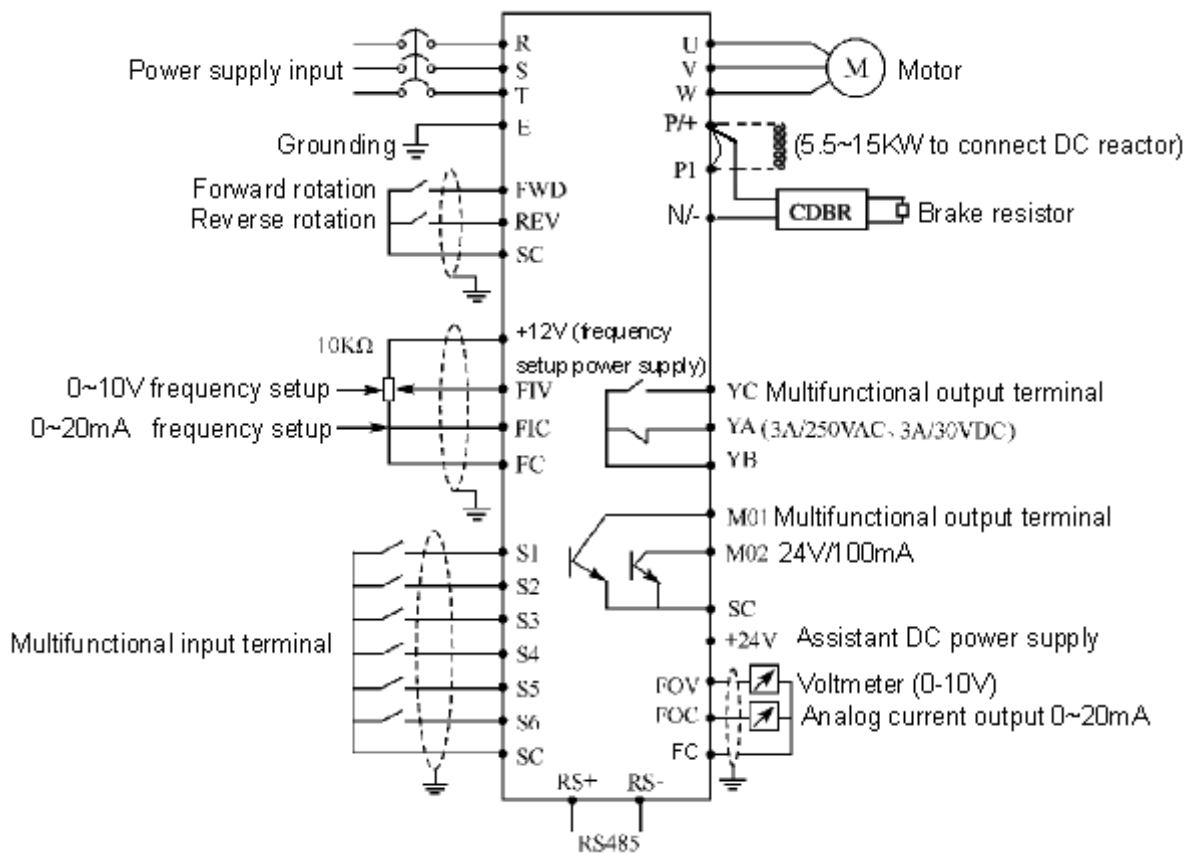 R
Power supply input
S
T
E
Grounding
Forward rotation
FWD
Reverse rotation
REV
SC
10KΩ
+12V (frequency
setup power supply)
0~10V frequency setup
FIV
0~20mA frequency setup
FIC
FC
S1
S2
S3
Multifunctional input terminal
S4
S5
S6
SC
U
V
W
M
Motor
P/+
(5.5~15KW to connect DC reactor)
P1
N/-
CDBR
Brake resistor
YC Multifunctional output terminal
YA (3A/250VAC、3A/30VDC)
YB
M01 Multifunctional output terminal
M02 24V/100mA
SC
+24V Assistant DC power supply
FOV
Voltmeter (0-10V)
FOC
Analog current output 0~20mA
FC
RS+ RS-
RS485